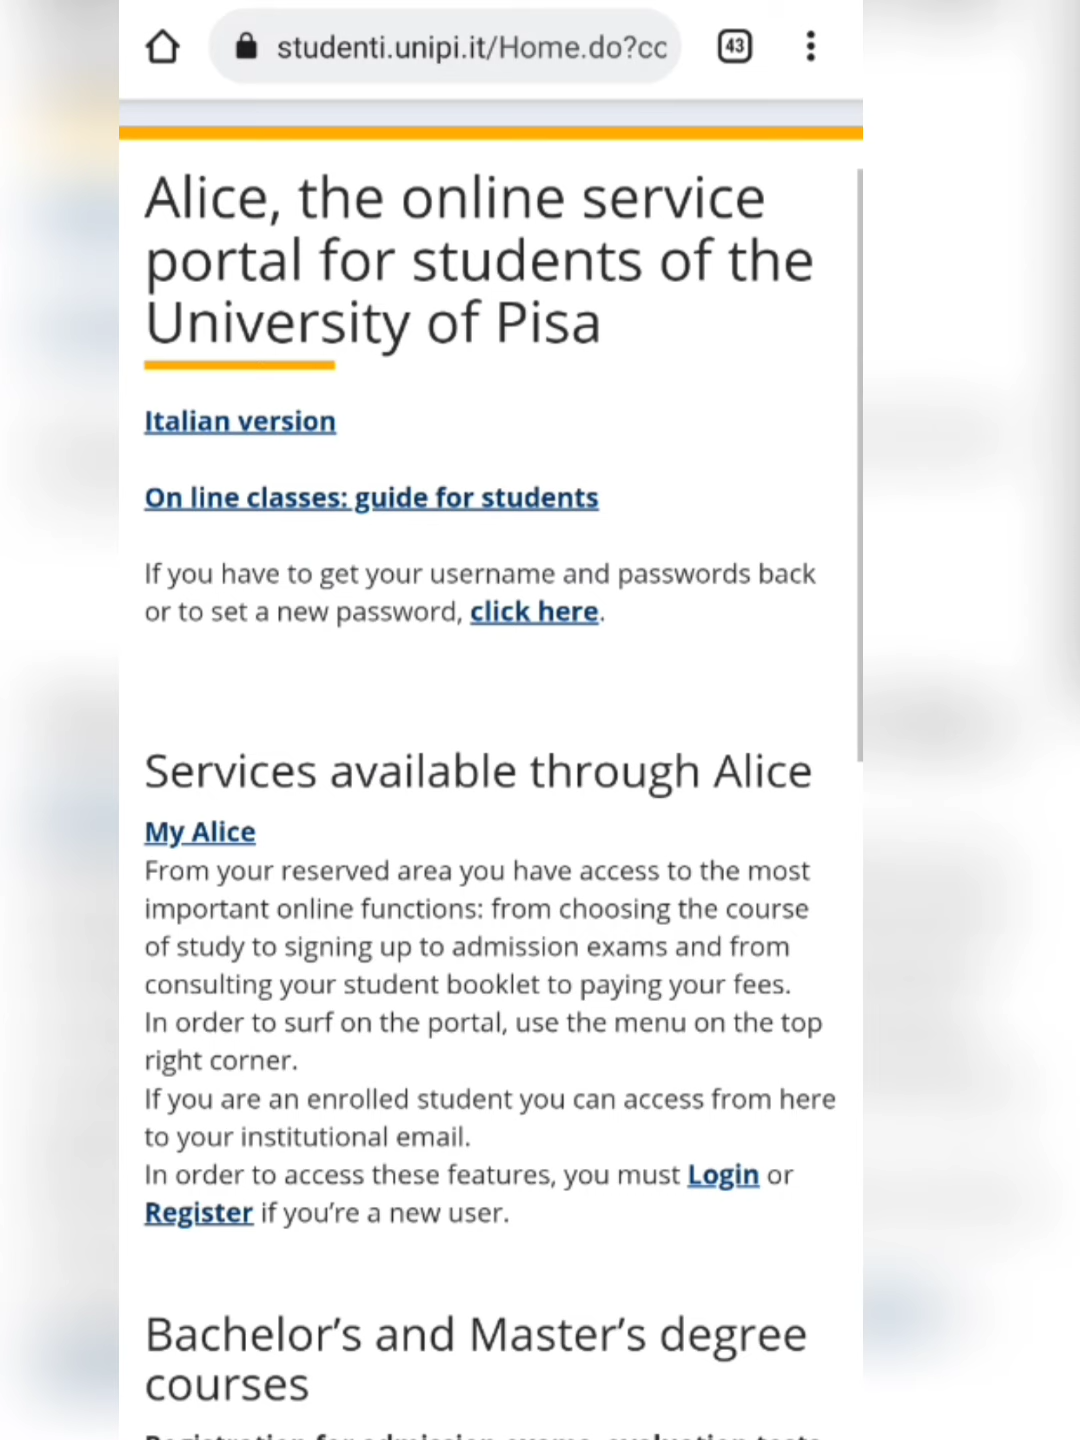 studenti.unipi.it/Home.do?cc
43
Alice, the online service
portal for students of the
University of Pisa
Italian version
On line classes: guide for students
If you have to get your username and passwords back
or to set a new password, click here.
Services available through Alice
My Alice
From your reserved area you have access to the most
important online functions: from choosing the course
of study to signing up to admission exams and from
consulting your student booklet to paying your fees.
In order to surf on the portal, use the menu on the top
right corner.
If you are an enrolled student you can access from here
to your institutional email.
In order to access these features, you must Login or
Register if you’re a new user.
Bachelor’s and Master’s degree
courses